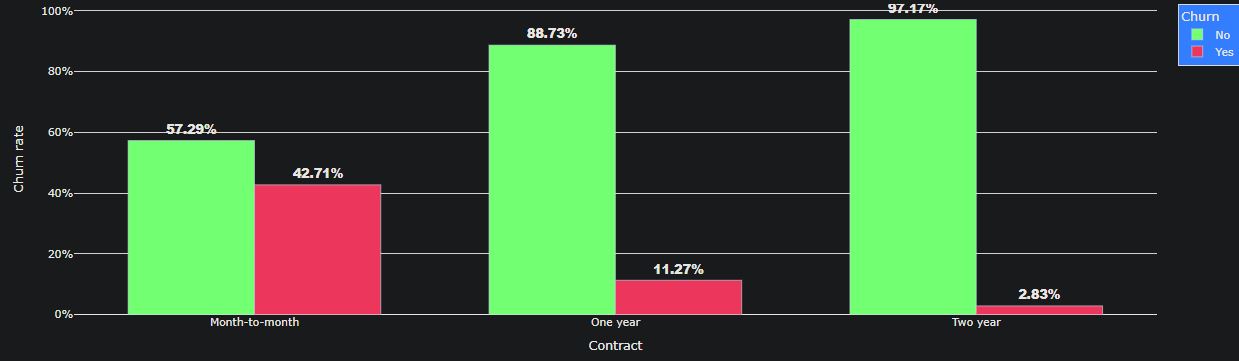 100%
80%
60%
40%
20%
0%
Churn rate
57.29%
42.71%
88.73%
11.27%
97.17%
2.83%
Month-to-month
One year
Two year
Contract
Churn
No
Yes